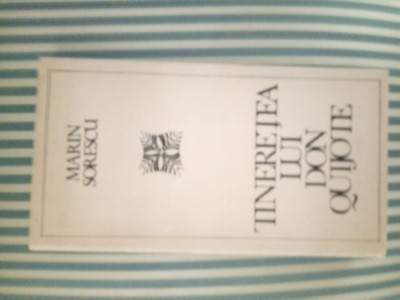 MARIN
SORESCU
TINEREȚEA
LUI
DON
QUIJOTE